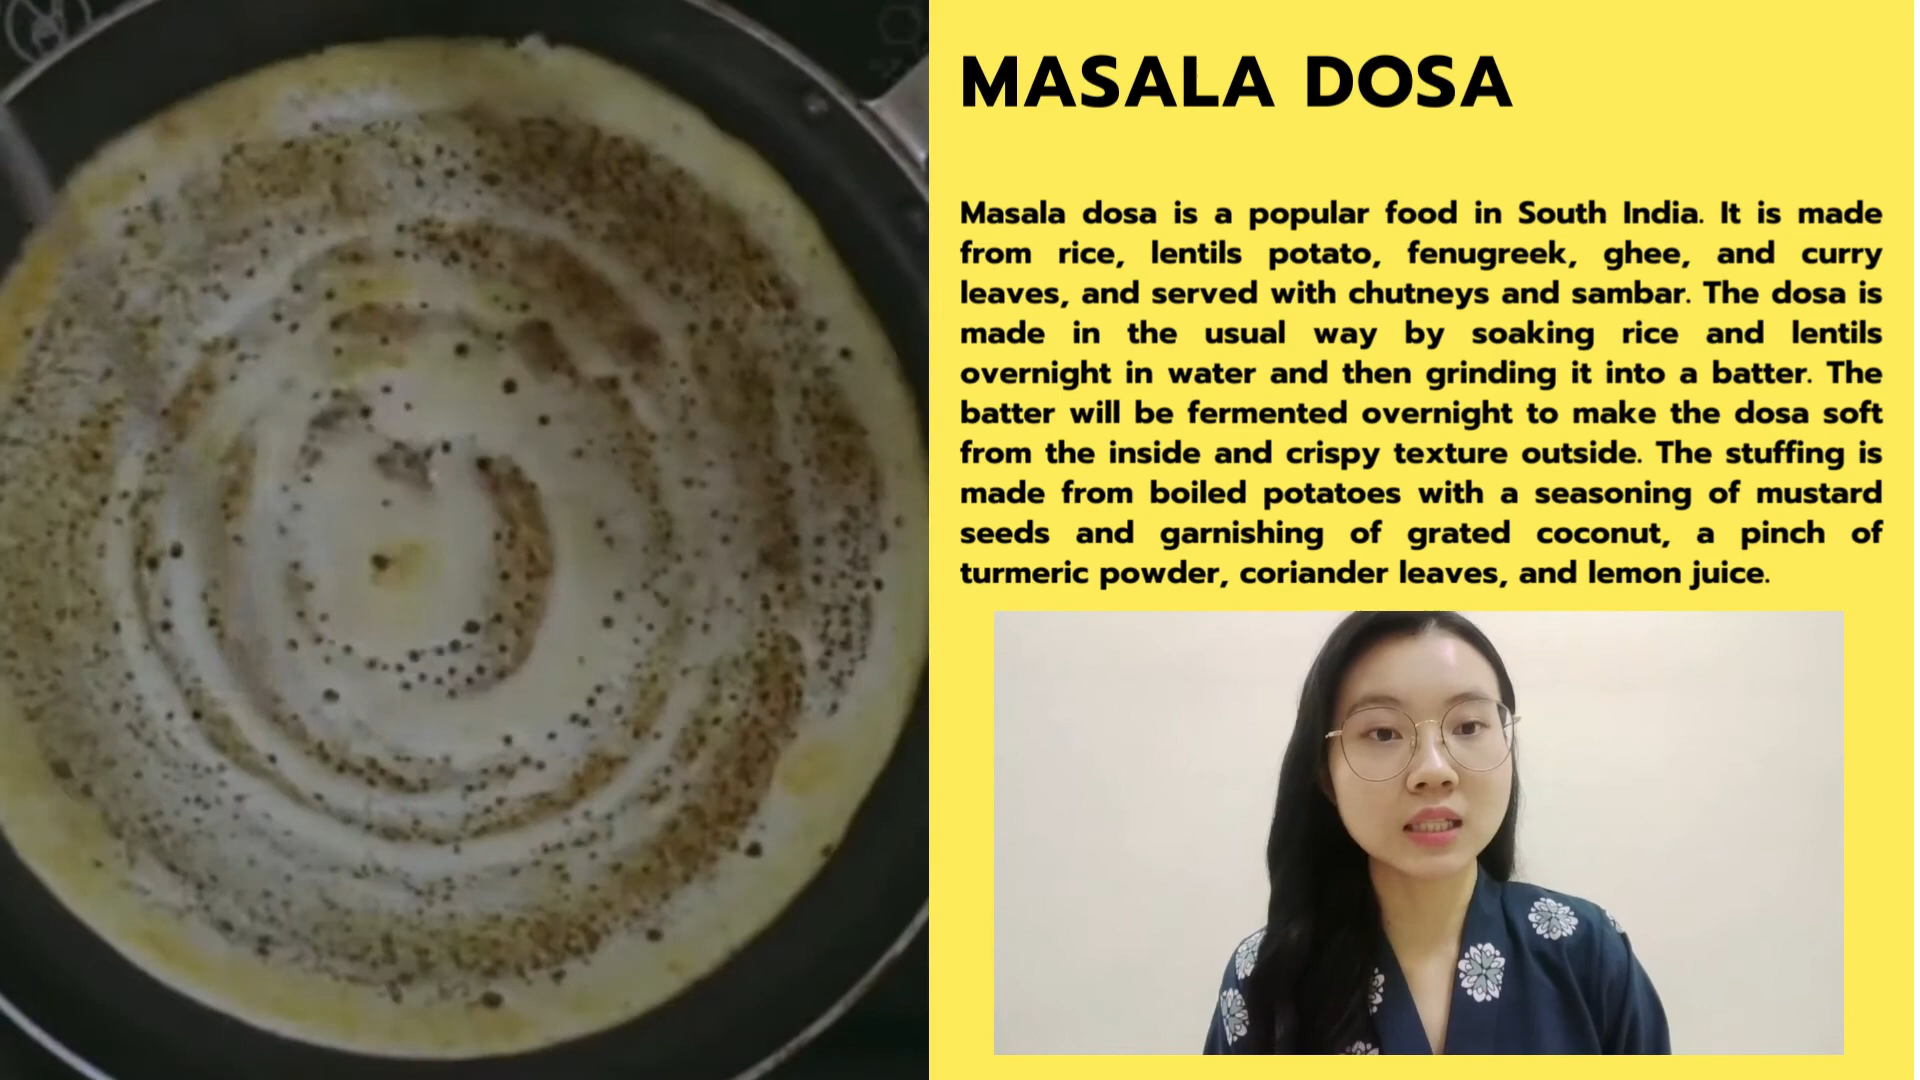 MASALA DOSA
Masala dosa is a popular food in South India. It is made
from rice, lentils potato, fenugreek, ghee, and curry
leaves, and served with chutneys and sambar. The dosa is
made in the usual way by soaking rice and lentils
overnight in water and then grinding it into a batter. The
batter will be fermented overnight to make the dosa soft
from the inside and crispy texture outside. The stuffing is
made from boiled potatoes with a seasoning of mustard
seeds and garnishing of grated coconut, a pinch of
turmeric powder, coriander leaves, and lemon juice.